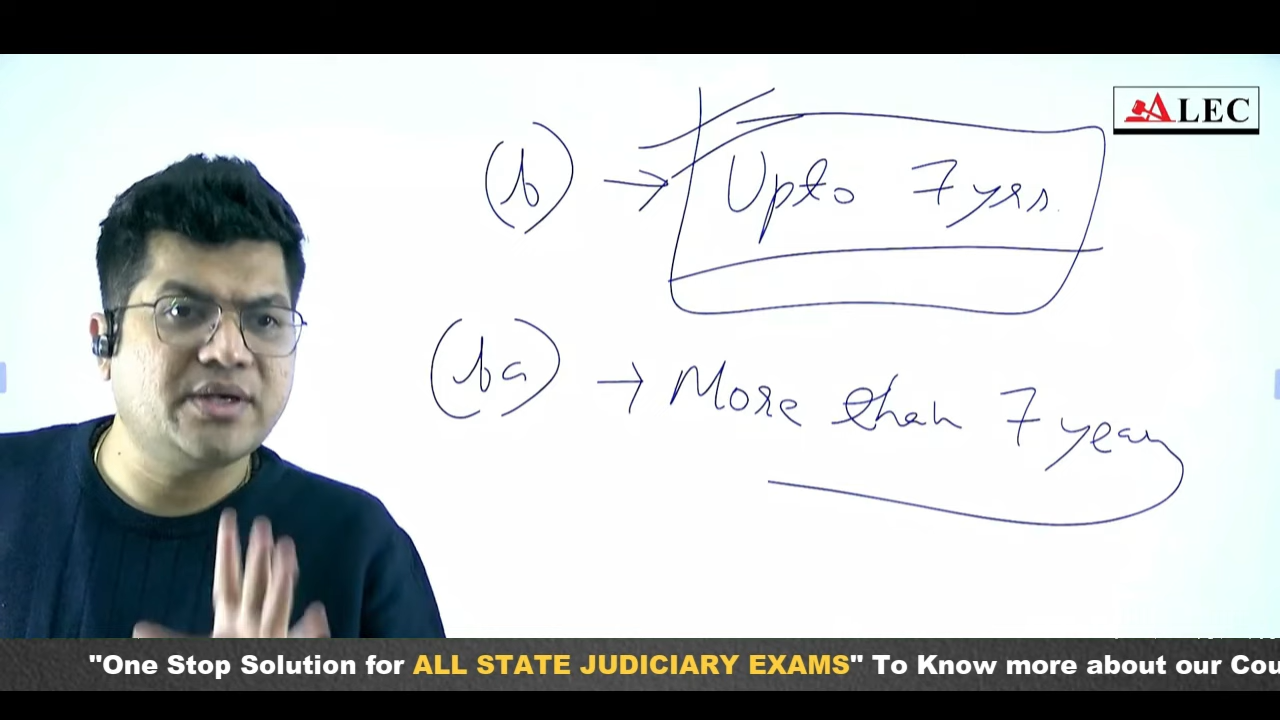 ALEC
(b) → Upto 7 yrs.
(ba) → More than 7 years
"One Stop Solution for ALL STATE JUDICIARY EXAMS" To Know more about our Cou